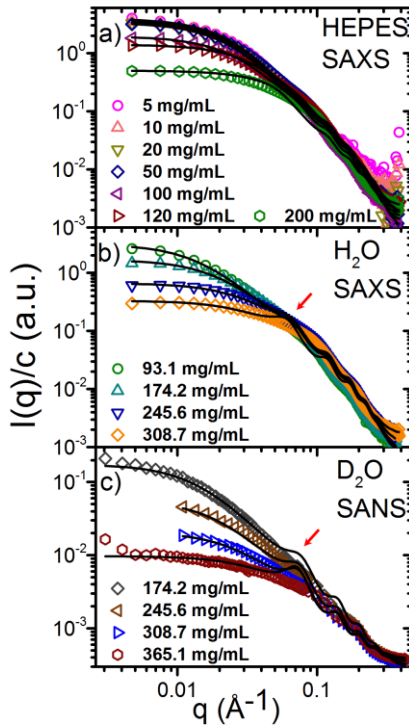 a) HEPES
SAXS
10⁰
10⁻¹
10⁻²
10⁻³
5 mg/mL
10 mg/mL
20 mg/mL
50 mg/mL
100 mg/mL
120 mg/mL 200 mg/mL
b) H₂O
SAXS
10⁰
10⁻¹
10⁻²
10⁻³
93.1 mg/mL
174.2 mg/mL
245.6 mg/mL
308.7 mg/mL
I(q)/c (a.u.)
c) D₂O
SANS
10⁻¹
10⁻²
10⁻³
174.2 mg/mL
245.6 mg/mL
308.7 mg/mL
365.1 mg/mL
0.01 0.1
q (Å⁻¹)